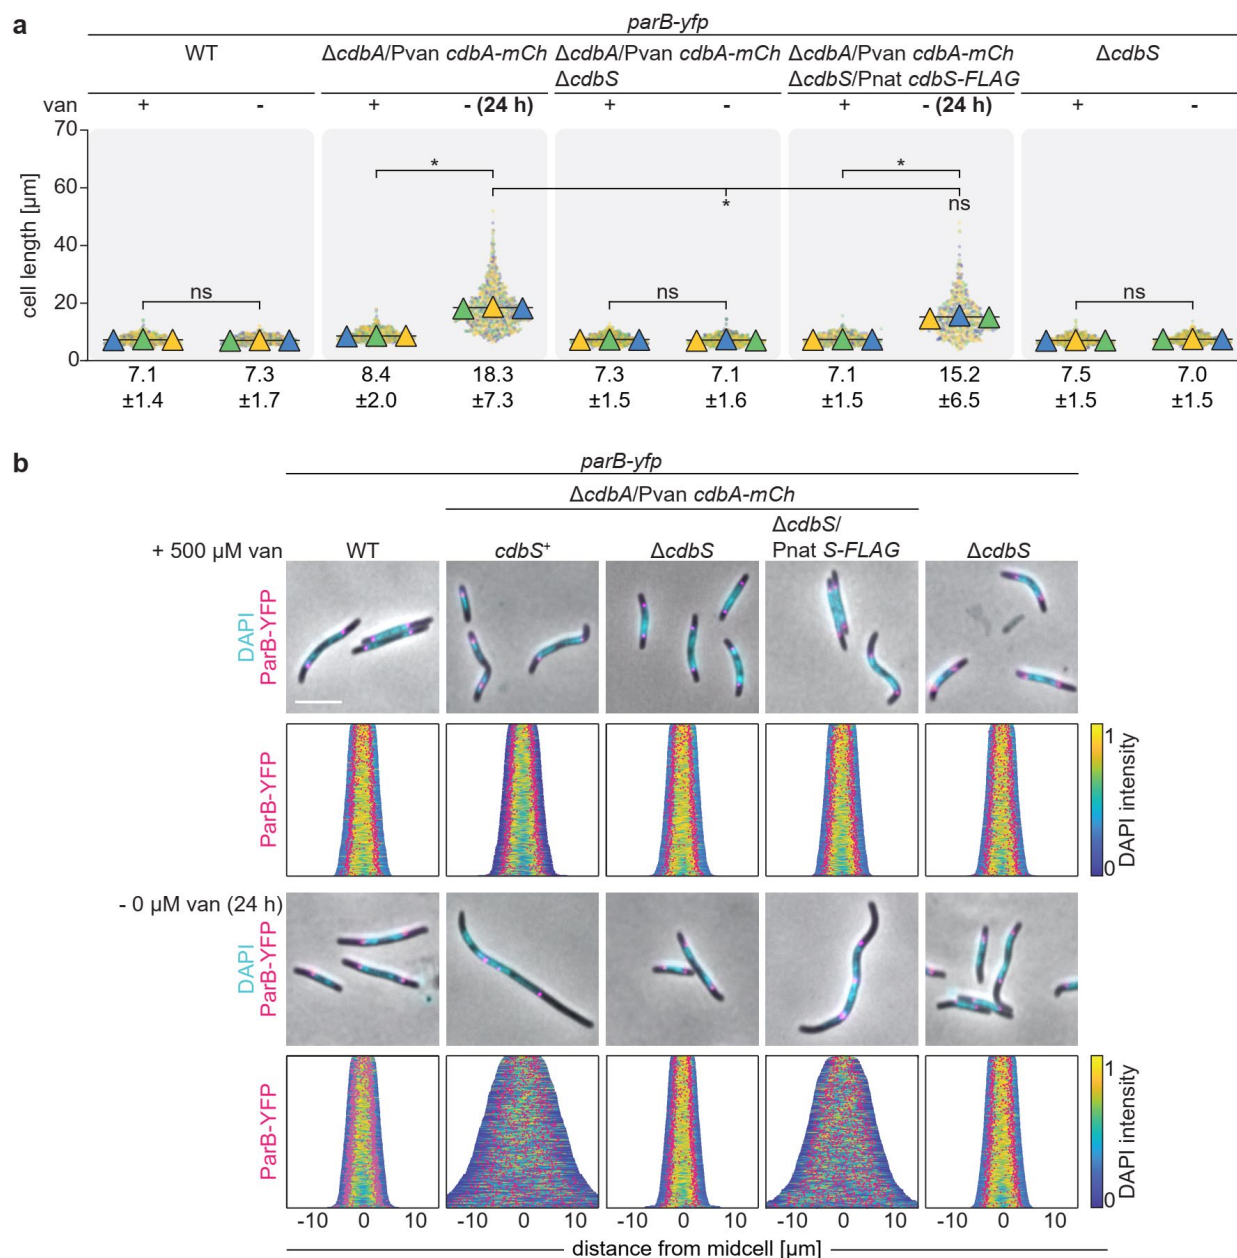 a
parB-yfp
WT ΔcdbA/Pvan cdbA-mCh ΔcdbA/Pvan cdbA-mCh ΔcdbA/Pvan cdbA-mCh ΔcdbS
ΔcdbS ΔcdbS/Pnat cdbS-FLAG
van + - + - (24 h) + - + - (24 h) + -
70
60
40
20
0
cell length [µm]
* *
* ns
ns ns ns
7.1 7.3 8.4 18.3 7.3 7.1 7.1 15.2 7.5 7.0
±1.4 ±1.7 ±2.0 ±7.3 ±1.5 ±1.6 ±1.5 ±6.5 ±1.5 ±1.5
b
parB-yfp
ΔcdbA/Pvan cdbA-mCh
ΔcdbS/
+ 500 µM van WT cdbS+ ΔcdbS Pnat S-FLAG ΔcdbS
DAPI
ParB-YFP
ParB-YFP
1
0
DAPI intensity
- 0 µM van (24 h)
DAPI
ParB-YFP
ParB-YFP
1
0
DAPI intensity
-10 0 10 -10 0 10 -10 0 10 -10 0 10 -10 0 10
distance from midcell [µm]